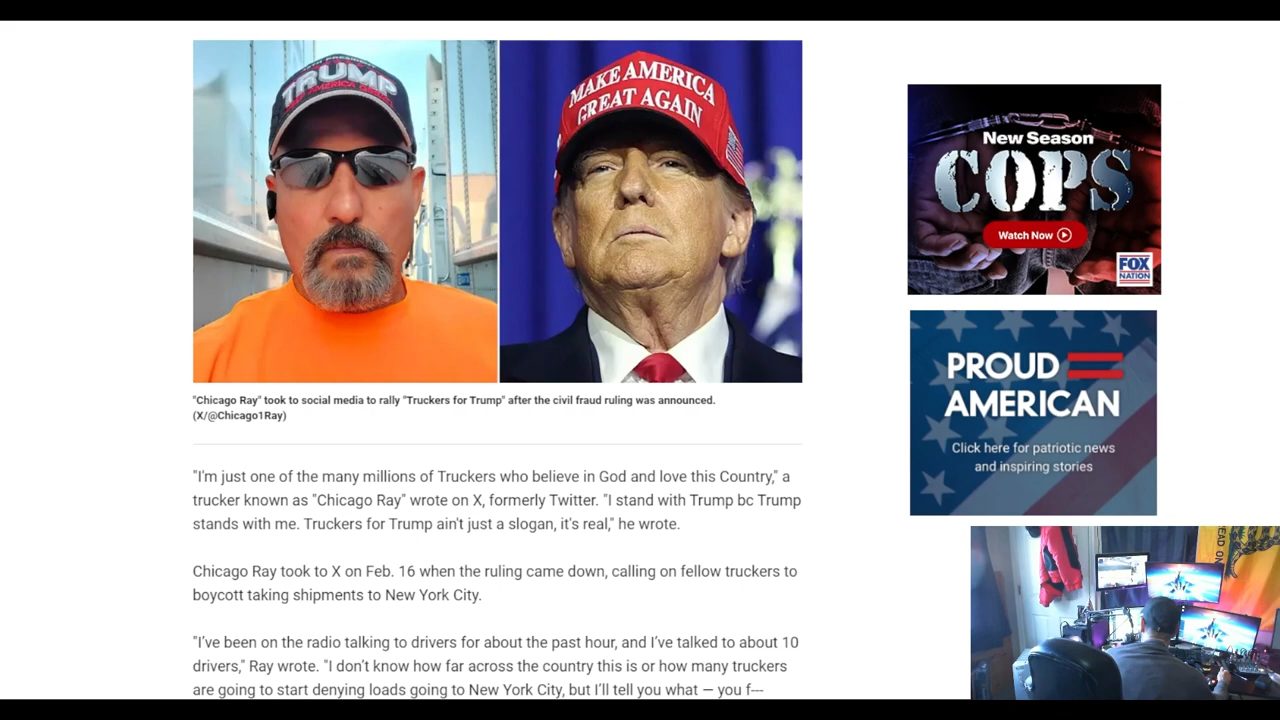 TRUMP
MAKE AMERICA
GREAT AGAIN
New Season
COPS
Watch Now
FOX
NATION
PROUD
AMERICAN
Click here for patriotic news
and inspiring stories
"Chicago Ray" took to social media to rally "Truckers for Trump" after the civil fraud ruling was announced.
(X/@Chicago1Ray)
"I'm just one of the many millions of Truckers who believe in God and love this Country," a
trucker known as "Chicago Ray" wrote on X, formerly Twitter. "I stand with Trump bc Trump
stands with me. Truckers for Trump ain't just a slogan, it's real," he wrote.
Chicago Ray took to X on Feb. 16 when the ruling came down, calling on fellow truckers to
boycott taking shipments to New York City.
"I’ve been on the radio talking to drivers for about the past hour, and I’ve talked to about 10
drivers," Ray wrote. "I don’t know how far across the country this is or how many truckers
are going to start denying loads going to New York City, but I’ll tell you what — you f---